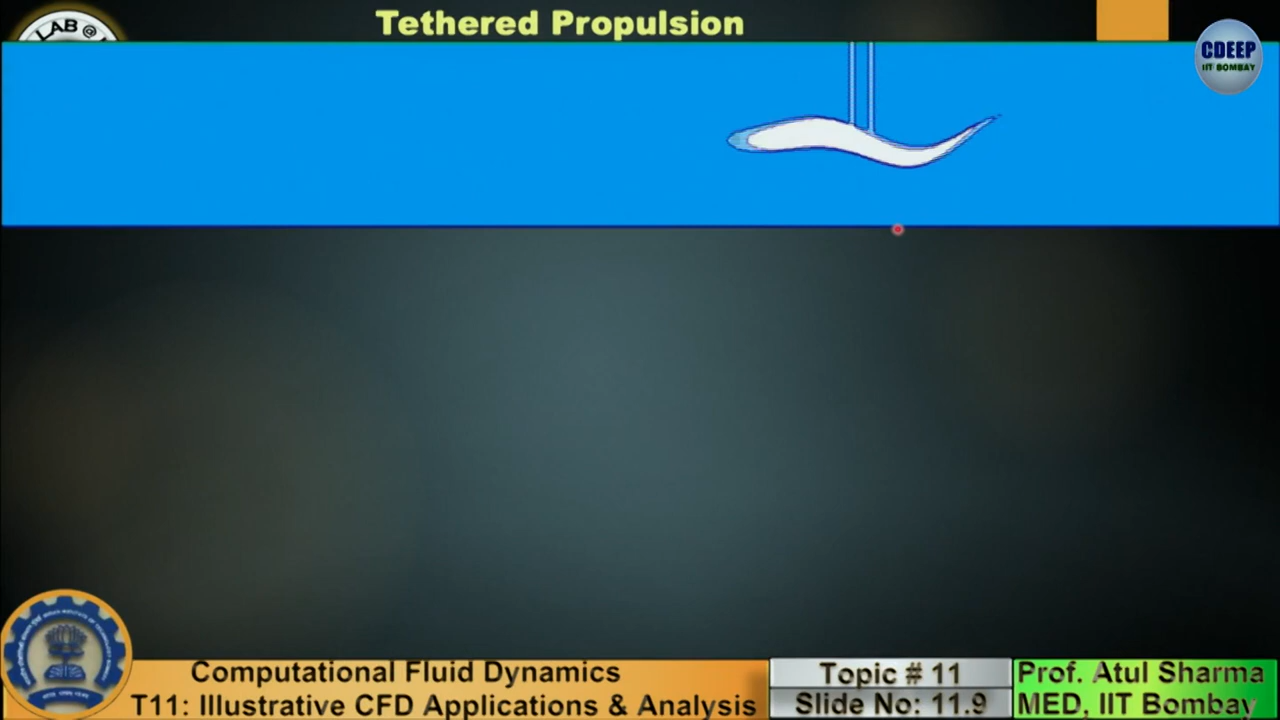 Tethered Propulsion
LAB @
CDEEP
IIT BOMBAY
Computational Fluid Dynamics
T11: Illustrative CFD Applications & Analysis
Topic # 11
Slide No: 11.9
Prof. Atul Sharma
MED, IIT Bombay